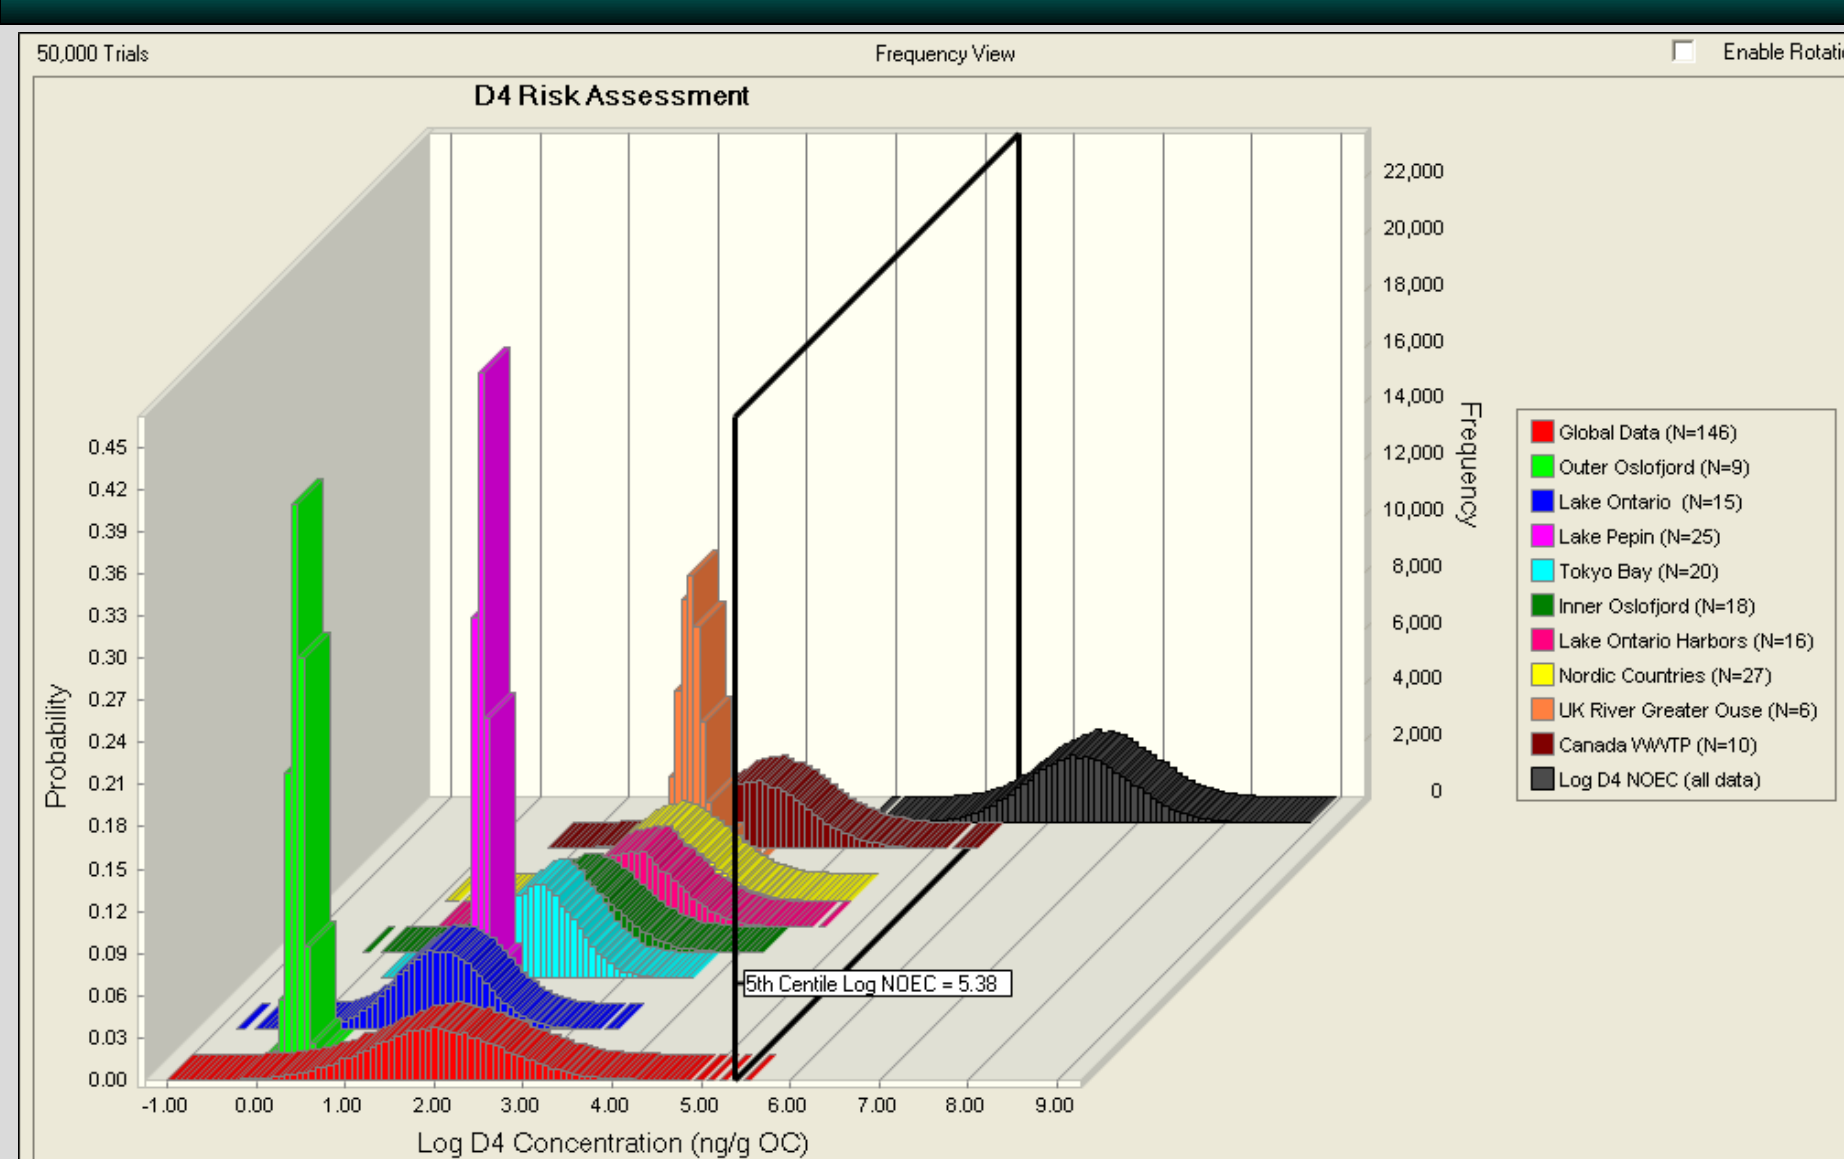 50,000 Trials
Frequency View
Enable Rotati
D4 Risk Assessment
22,000
20,000
18,000
16,000
14,000
12,000
10,000
8,000
6,000
4,000
2,000
0
Frequency
0.45
0.42
0.39
0.36
0.33
0.30
0.27
0.24
0.21
0.18
0.15
0.12
0.09
0.06
0.03
0.00
Probability
5th Centile Log NOEC = 5.38
-1.00 0.00 1.00 2.00 3.00 4.00 5.00 6.00 7.00 8.00 9.00
Log D4 Concentration (ng/g OC)
Global Data (N=146)
Outer Oslofjord (N=9)
Lake Ontario (N=15)
Lake Pepin (N=25)
Tokyo Bay (N=20)
Inner Oslofjord (N=18)
Lake Ontario Harbors (N=16)
Nordic Countries (N=27)
UK River Greater Ouse (N=6)
Canada WWTP (N=10)
Log D4 NOEC (all data)